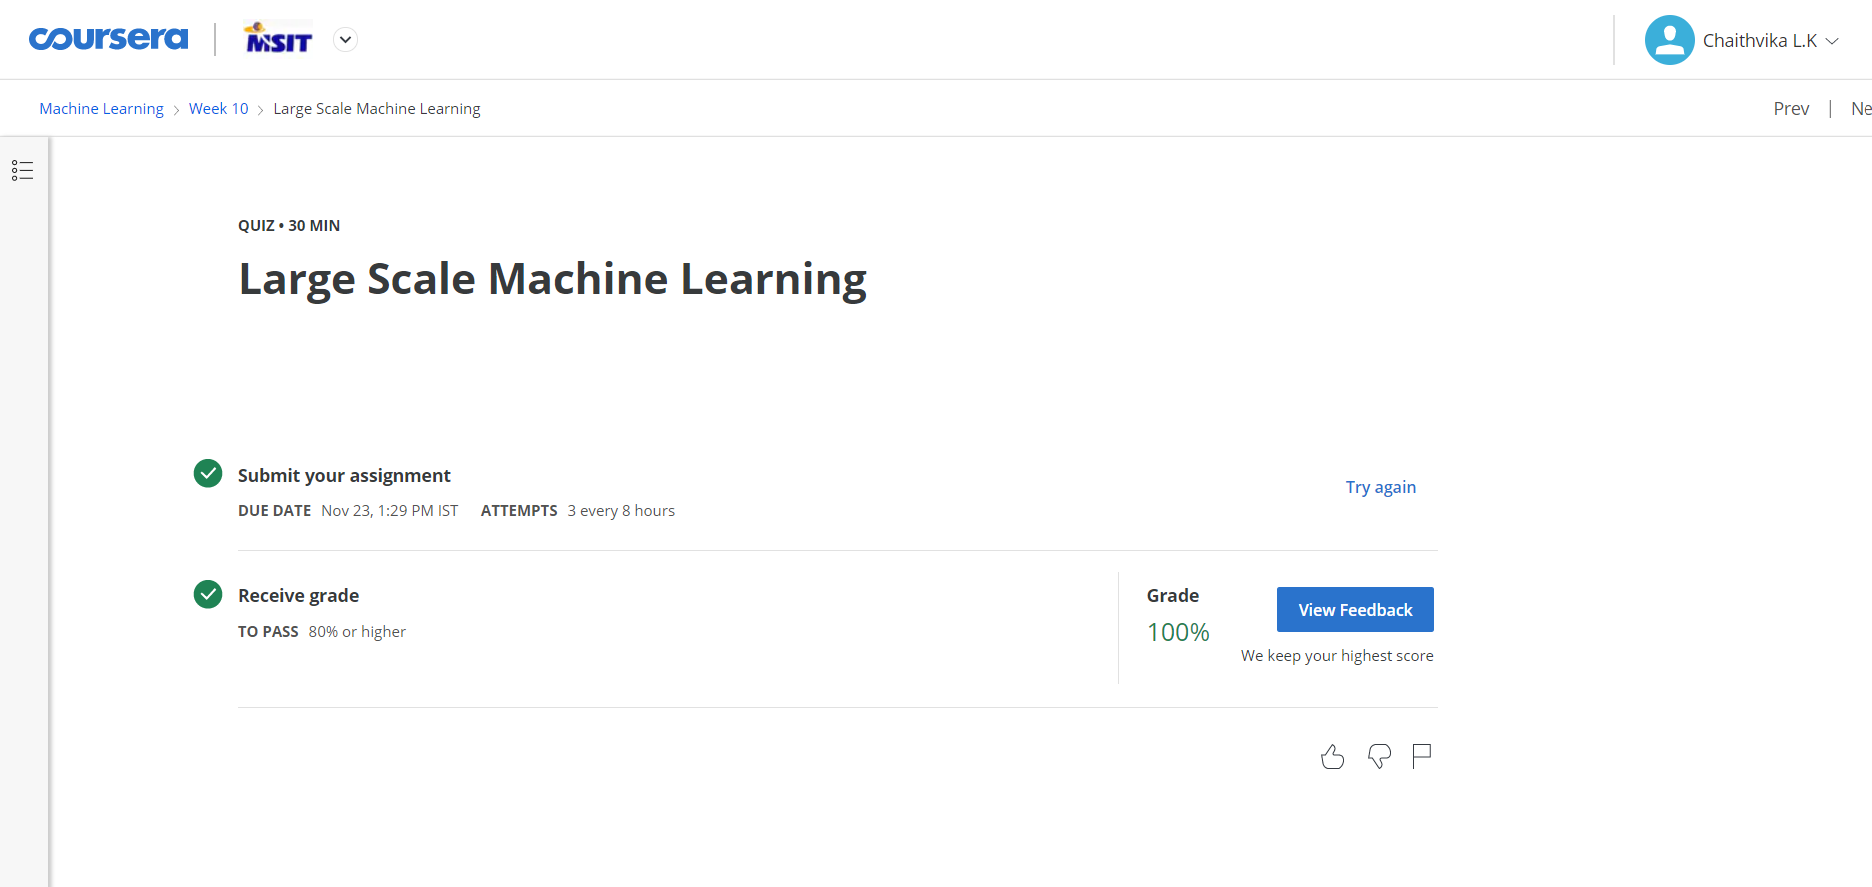 coursera
MSIT
Chaithvika L.K
Machine Learning > Week 10 > Large Scale Machine Learning
Prev | Ne
QUIZ • 30 MIN
Large Scale Machine Learning
Submit your assignment
DUE DATE Nov 23, 1:29 PM IST ATTEMPTS 3 every 8 hours
Try again
Receive grade
TO PASS 80% or higher
Grade
100%
View Feedback
We keep your highest score